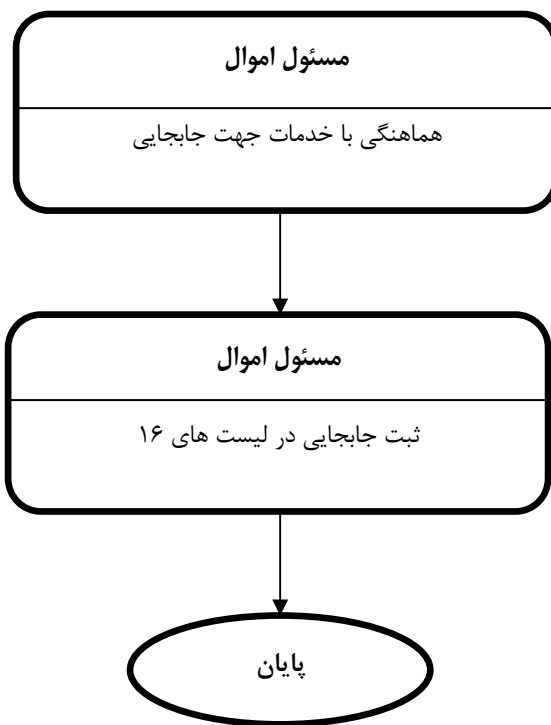 مسئول اموال
هماهنگی با خدمات جهت جابجایی
مسئول اموال
ثبت جابجایی در لیست های ۱۶
پایان